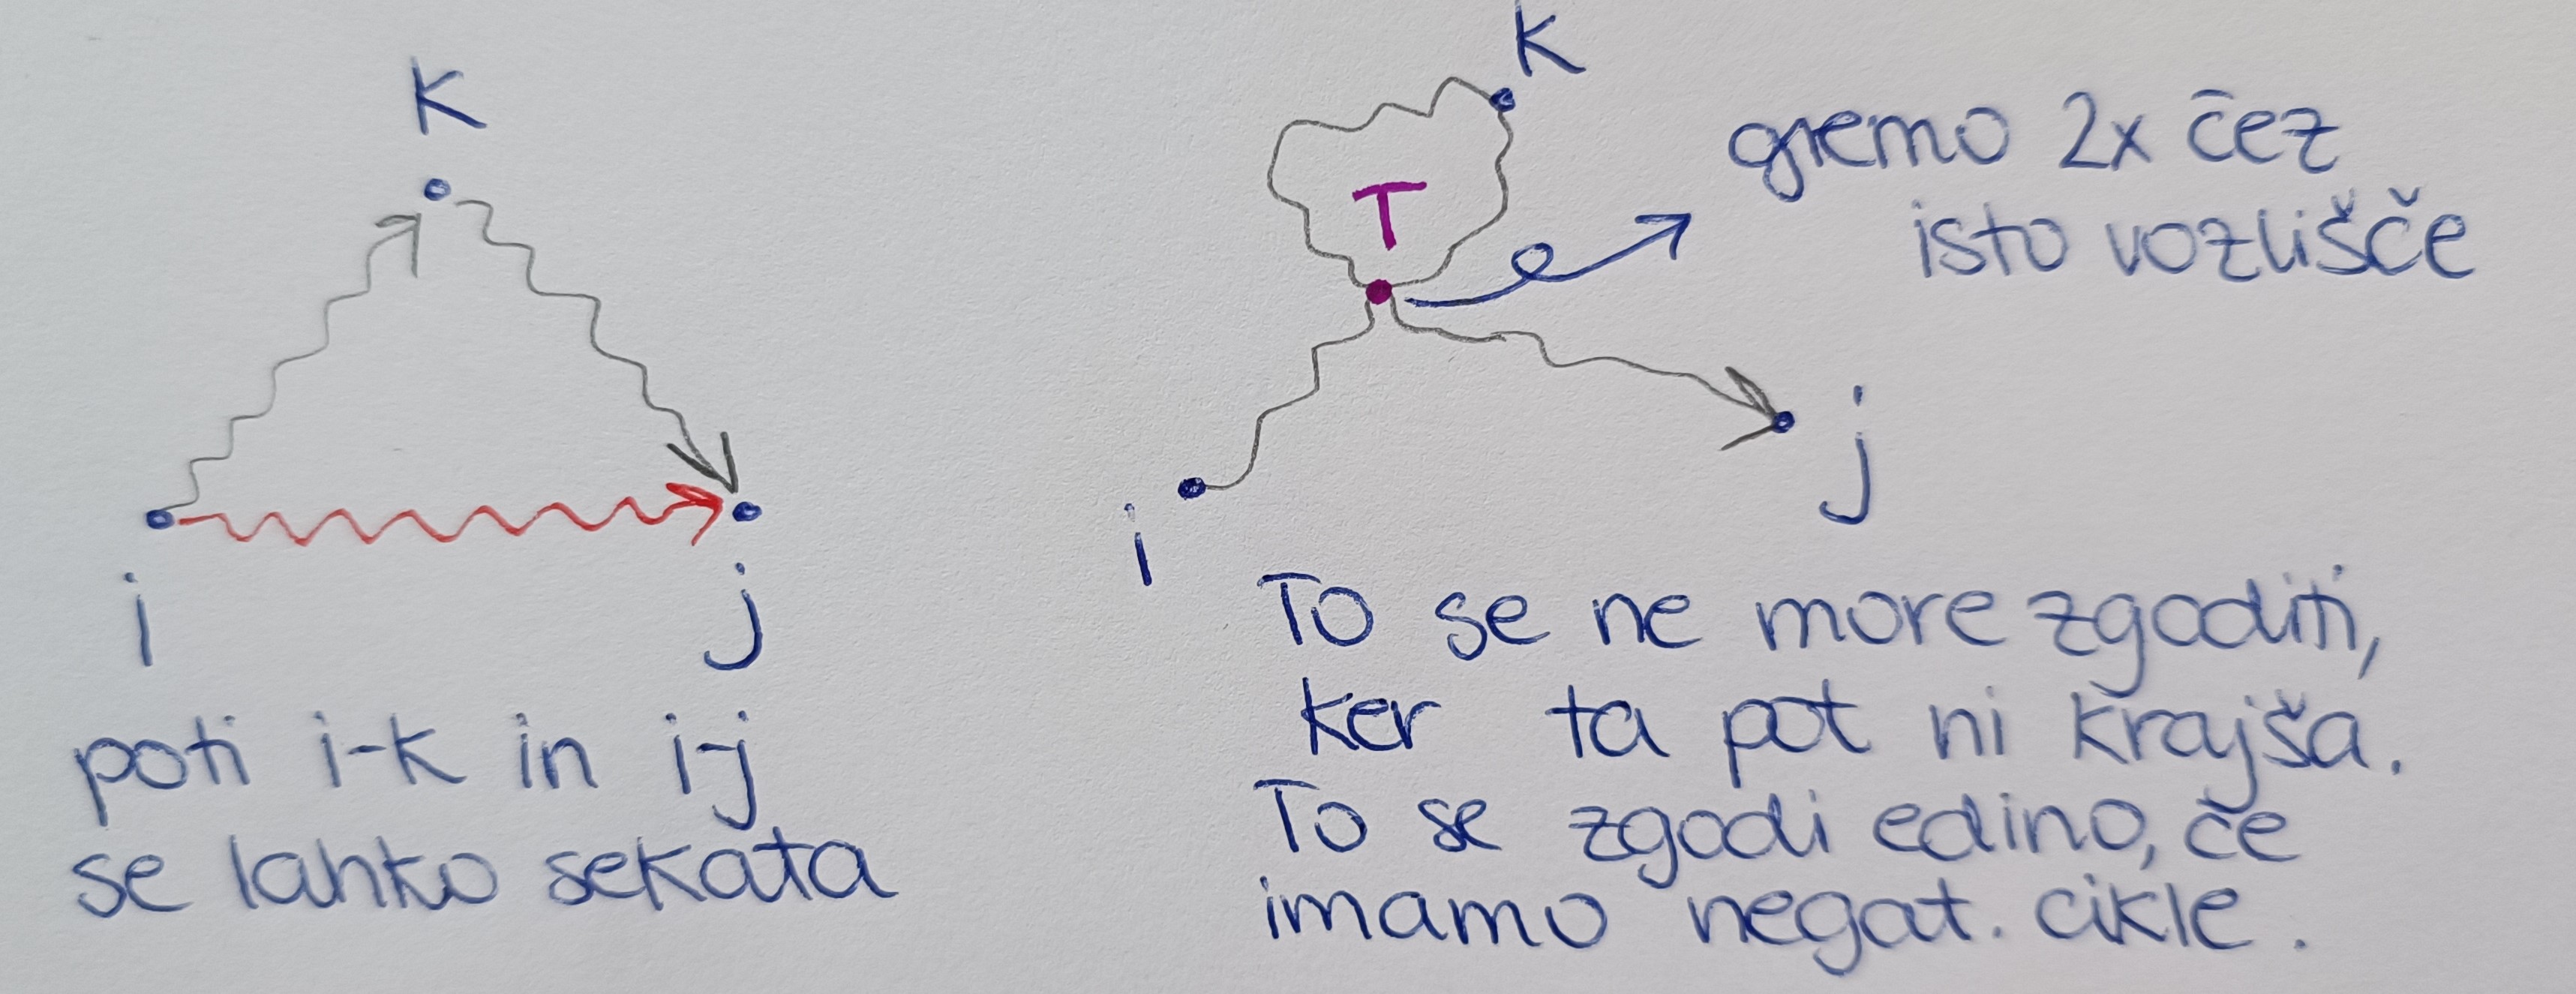 K
i
j
poti i-k in i-j
se lahko sekata
K
T
gremo 2x čez
isto vozlišče
i
j
To se ne more zgoditi,
ker ta pot ni krajša.
To se zgodi edino, če
imamo negat. cikle.